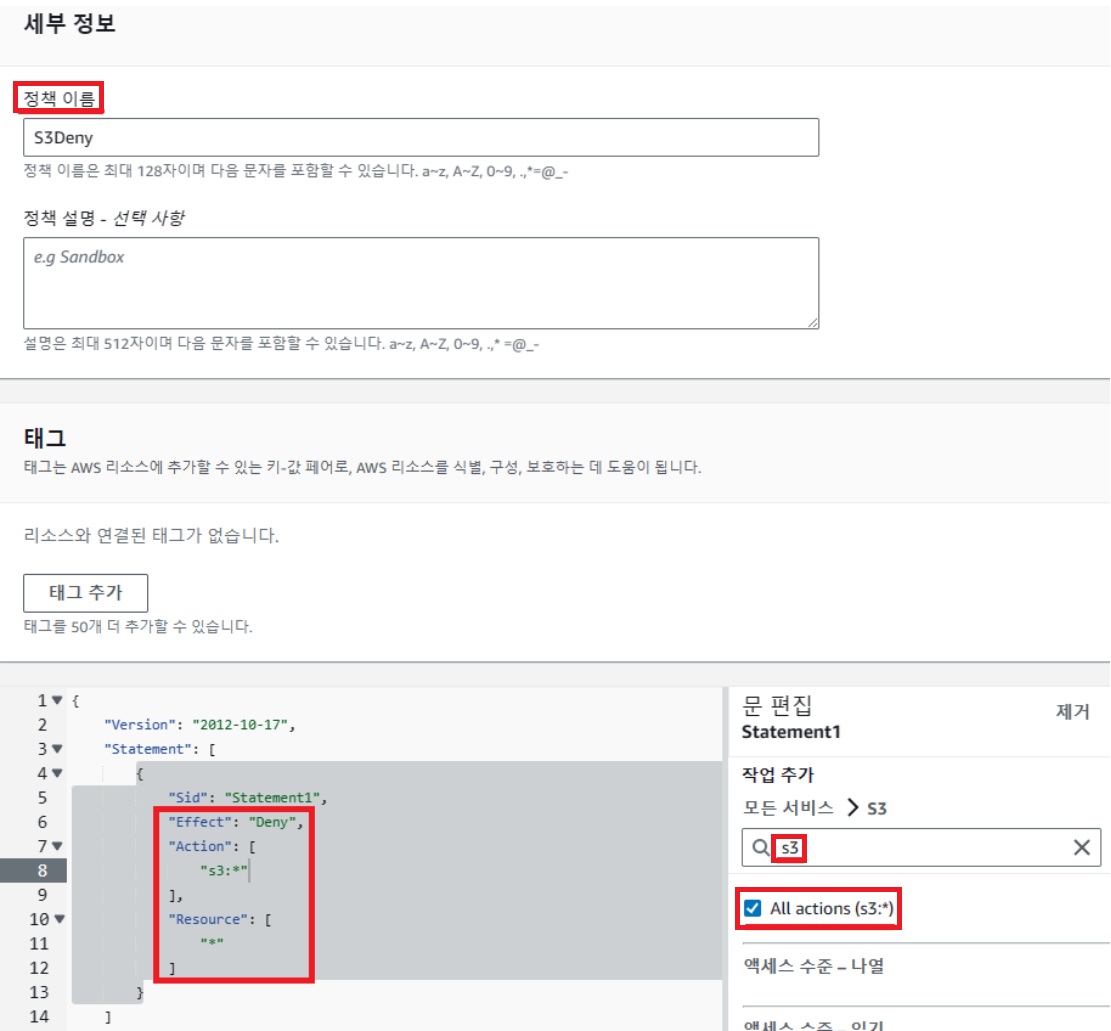 세부 정보
정책 이름
S3Deny
정책 이름은 최대 128자이며 다음 문자를 포함할 수 있습니다. a~z, A~Z, 0~9, .,*=@_-
정책 설명 - 선택 사항
e.g Sandbox
설명은 최대 512자이며 다음 문자를 포함할 수 있습니다. a~z, A~Z, 0~9, .,* =@_-
태그
태그는 AWS 리소스에 추가할 수 있는 키-값 페어로, AWS 리소스를 식별, 구성, 보호하는 데 도움이 됩니다.
리소스와 연결된 태그가 없습니다.
태그 추가
태그를 50개 더 추가할 수 있습니다.
1 {
2 "Version": "2012-10-17",
3 "Statement": [
4 {
5 "Sid": "Statement1",
6 "Effect": "Deny",
7 "Action": [
8 "s3:*"
9 ],
10 "Resource": [
11 "*"
12 ]
13 }
14 ]
문 편집
제거
Statement1
작업 추가
모든 서비스 > S3
s3
All actions (s3:*)
액세스 수준 – 나열
액세스 수준 – 읽기